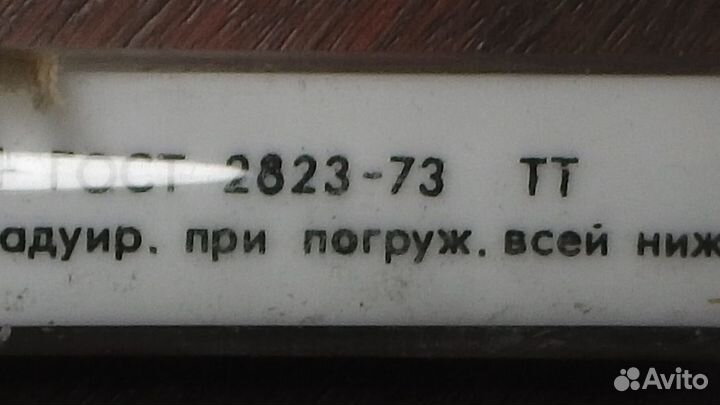 ГОСТ 2823-73 ТТ
адуир. при погруж. всей ниж
Avito